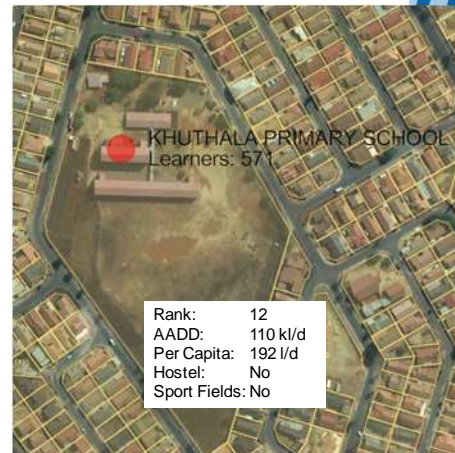 KHUTHALA PRIMARY SCHOOL
Learners: 571
Rank: 12
AADD: 110 kl/d
Per Capita: 192 l/d
Hostel: No
Sport Fields: No